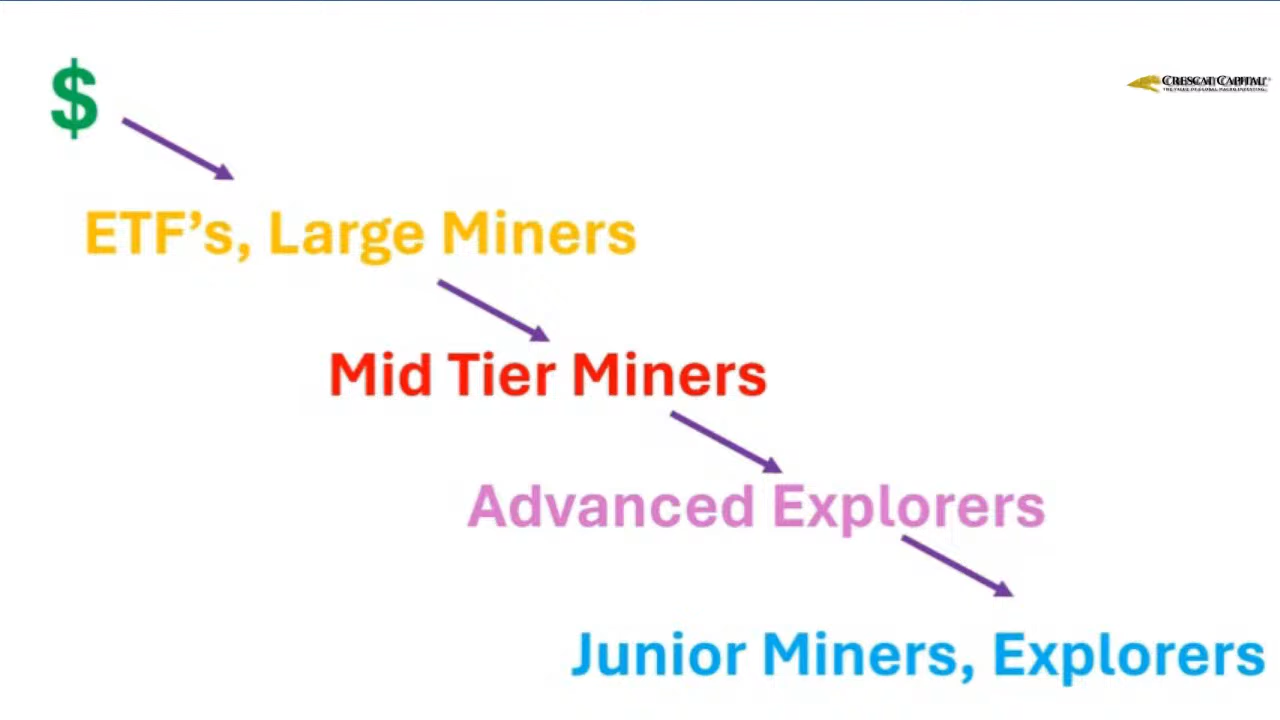 $
CRESCAT CAPITAL
ETF's, Large Miners
Mid Tier Miners
Advanced Explorers
Junior Miners, Explorers